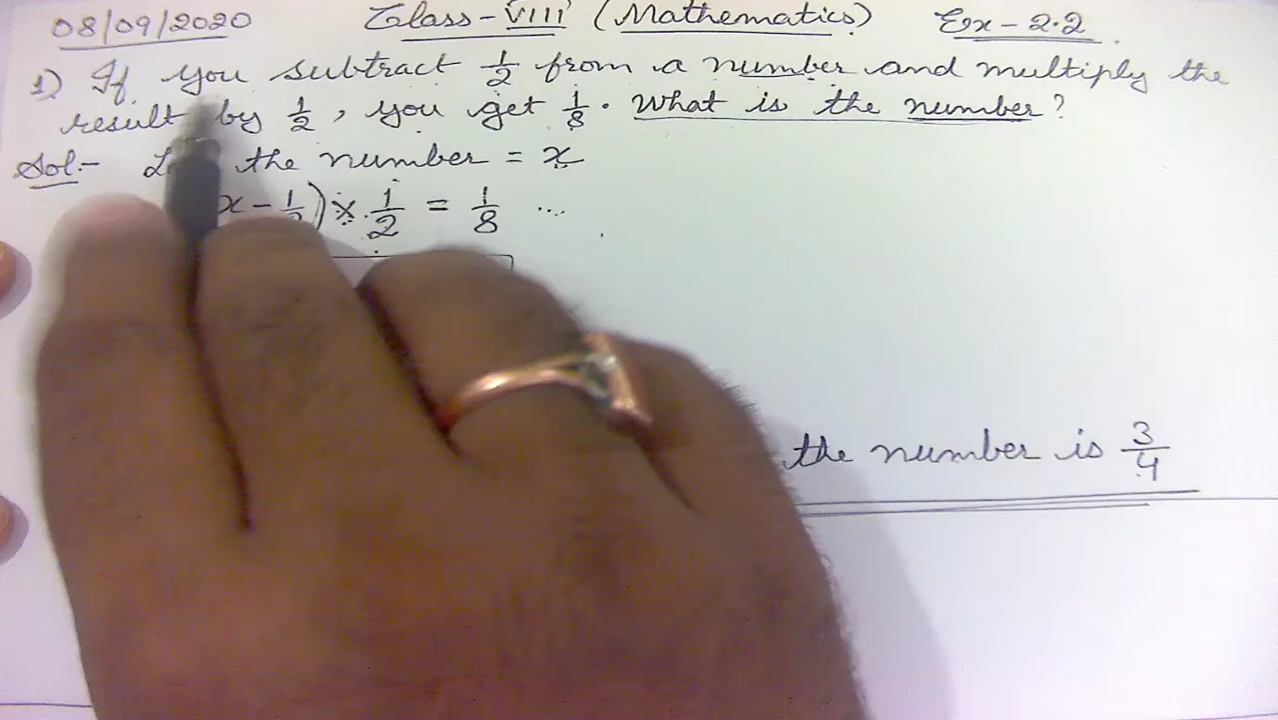 08/09/2020 Class-VIII (Mathematics) Ex-2.2
1) If you subtract 1/2 from a number and multiply the
result by 1/2, you get 1/8. What is the number?
Sol:- the number = x
x - 1/2) × 1/2 = 1/8 ....
the number is 3/4